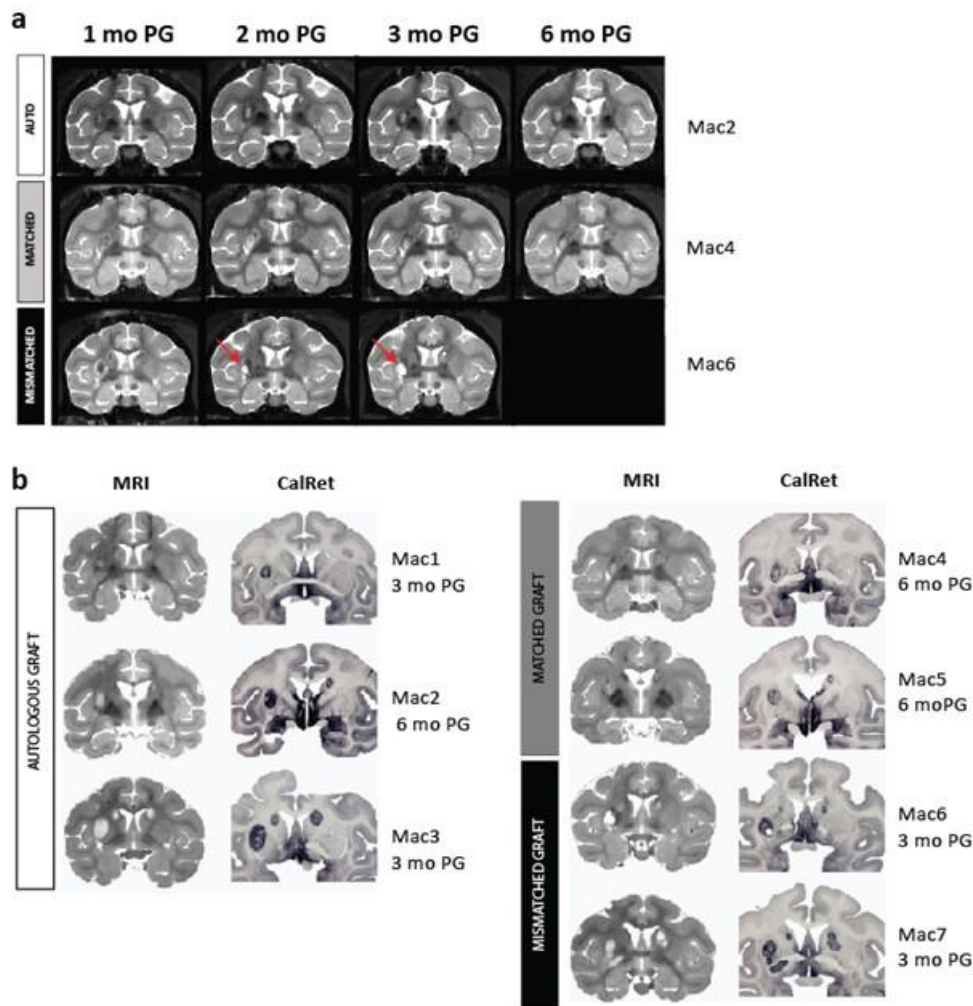 a
1 mo PG 2 mo PG 3 mo PG 6 mo PG
AUTO
Mac2
MATCHED
Mac4
MISMATCHED
Mac6
b
MRI CalRet
AUTOLOGOUS GRAFT
Mac1
3 mo PG
Mac2
6 mo PG
Mac3
3 mo PG
MRI CalRet
MATCHED GRAFT
Mac4
6 mo PG
Mac5
6 moPG
MISMATCHED GRAFT
Mac6
3 mo PG
Mac7
3 mo PG